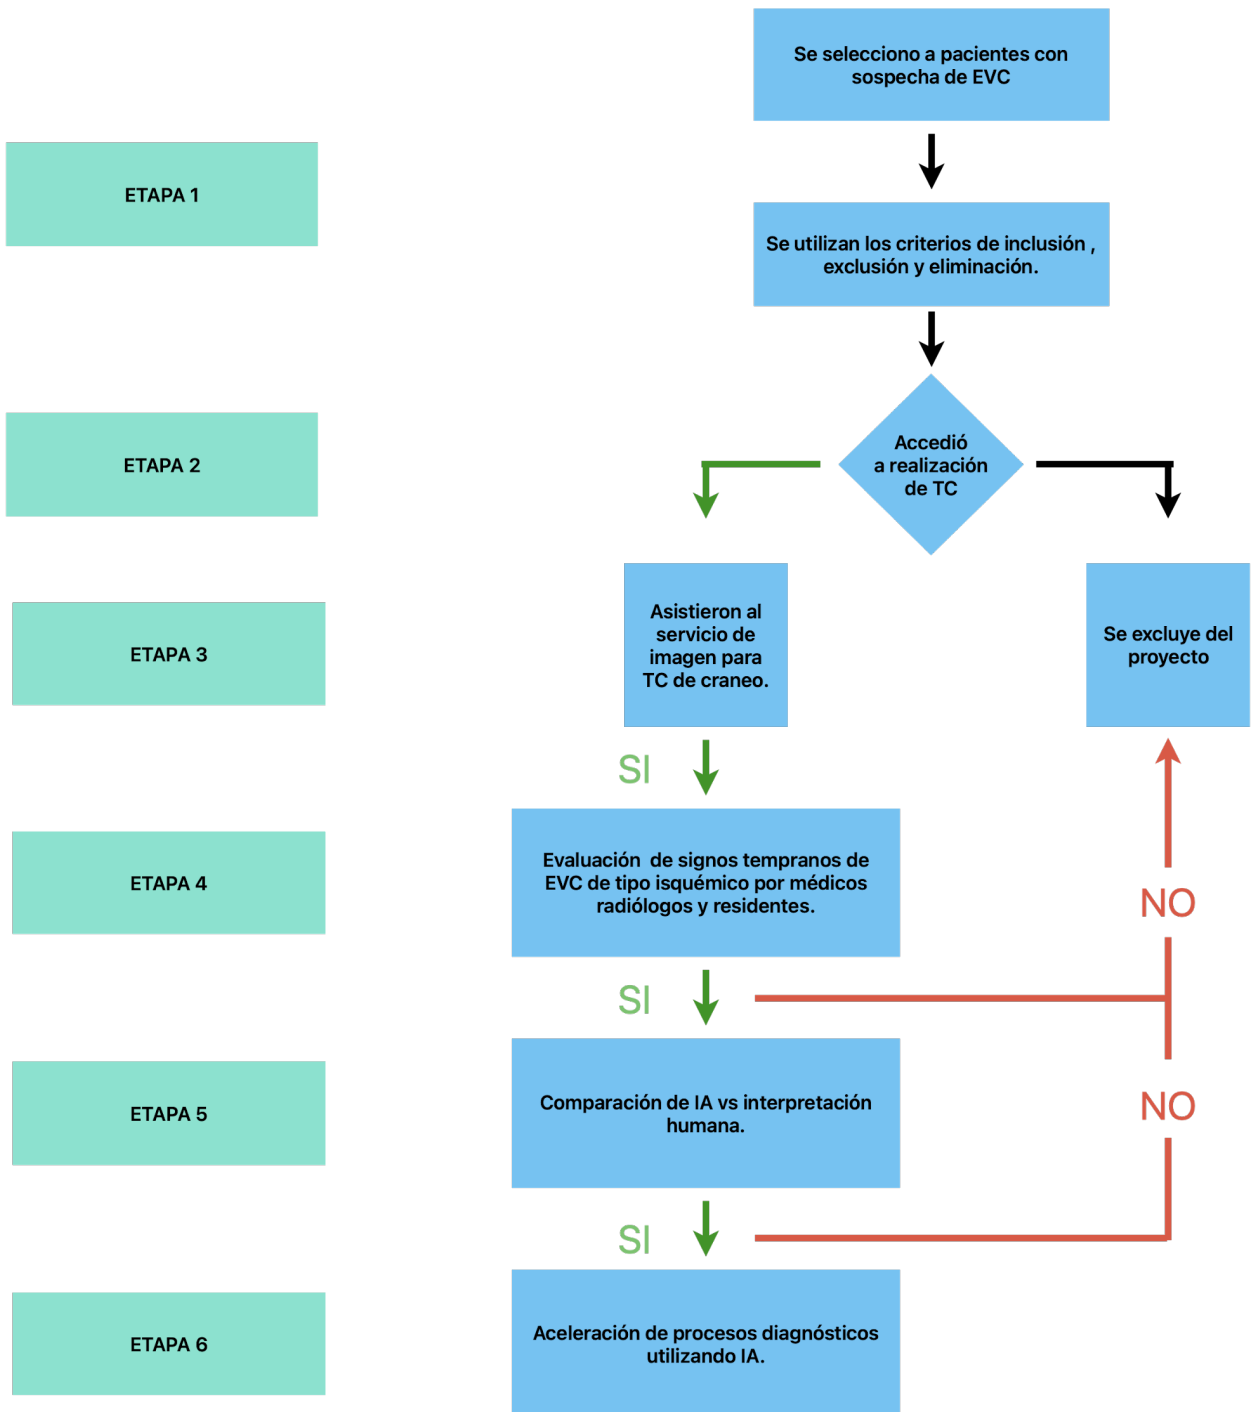 Se selecciono a pacientes con
sospecha de EVC
ETAPA 1
Se utilizan los criterios de inclusión ,
exclusión y eliminación.
ETAPA 2
Accedió
a realización
de TC
ETAPA 3
Asistieron al
servicio de
imagen para
TC de craneo.
Se excluye del
proyecto
SI
ETAPA 4
Evaluación  de signos tempranos de
EVC de tipo isquémico por médicos
radiólogos y residentes.
NO
SI
ETAPA 5
Comparación de IA vs interpretación
humana.
NO
SI
ETAPA 6
Aceleración de procesos diagnósticos
utilizando IA.